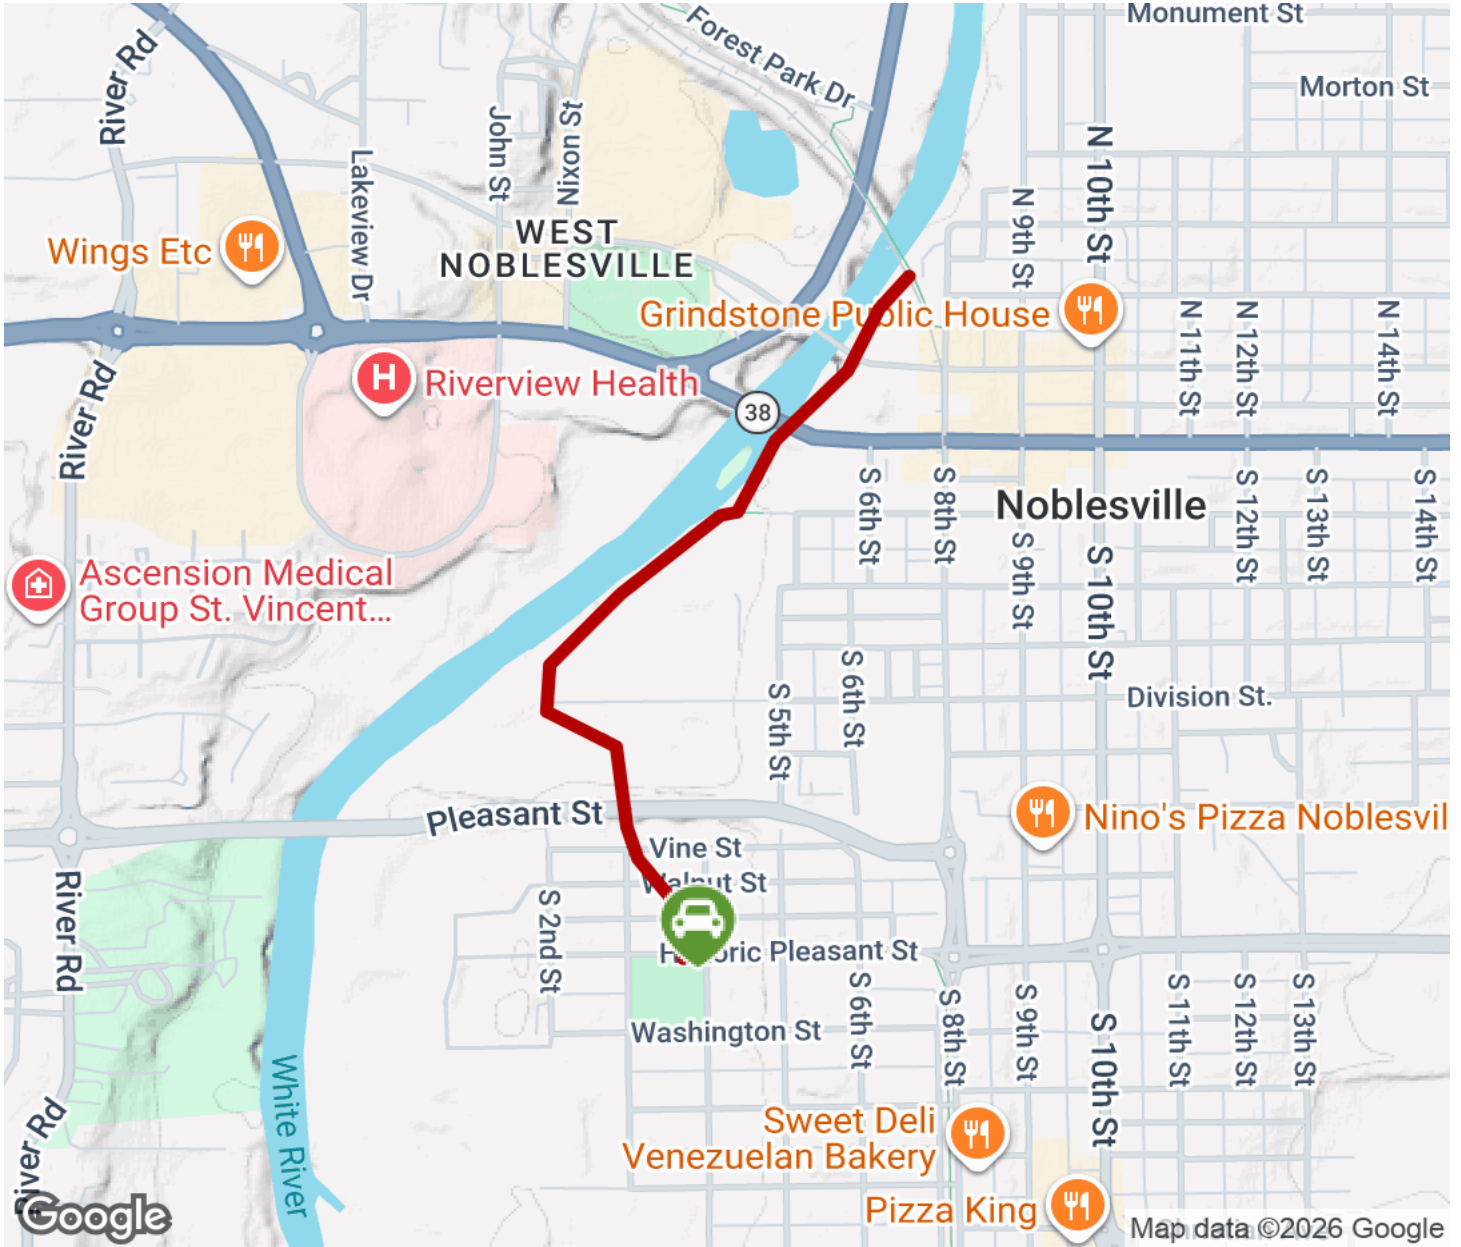 Monument St
River Rd
Forest Park Dr
Morton St
John St
Nixon St
Lakeview Dr
N 10th St
N 9th St
WEST
NOBLESVILLE
Wings Etc
Grindstone Public House
N 11th St
N 12th St
N 14th St
Riverview Health
River Rd
38
S 6th St
S 8th St
Noblesville
S 12th St
S 13th St
S 14th St
S 9th St
S 10th St
Ascension Medical
Group St. Vincent...
S 5th St
S 6th St
Division St.
Pleasant St
Nino's Pizza Noblesvil
Vine St
Walnut St
River Rd
S 2nd St
Historic Pleasant St
S 6th St
S 8th St
S 9th St
S 10th St
S 11th St
S 12th St
S 13th St
Washington St
White River
River Rd
Sweet Deli
Venezuelan Bakery
Pizza King
Google
Map data ©2026 Google